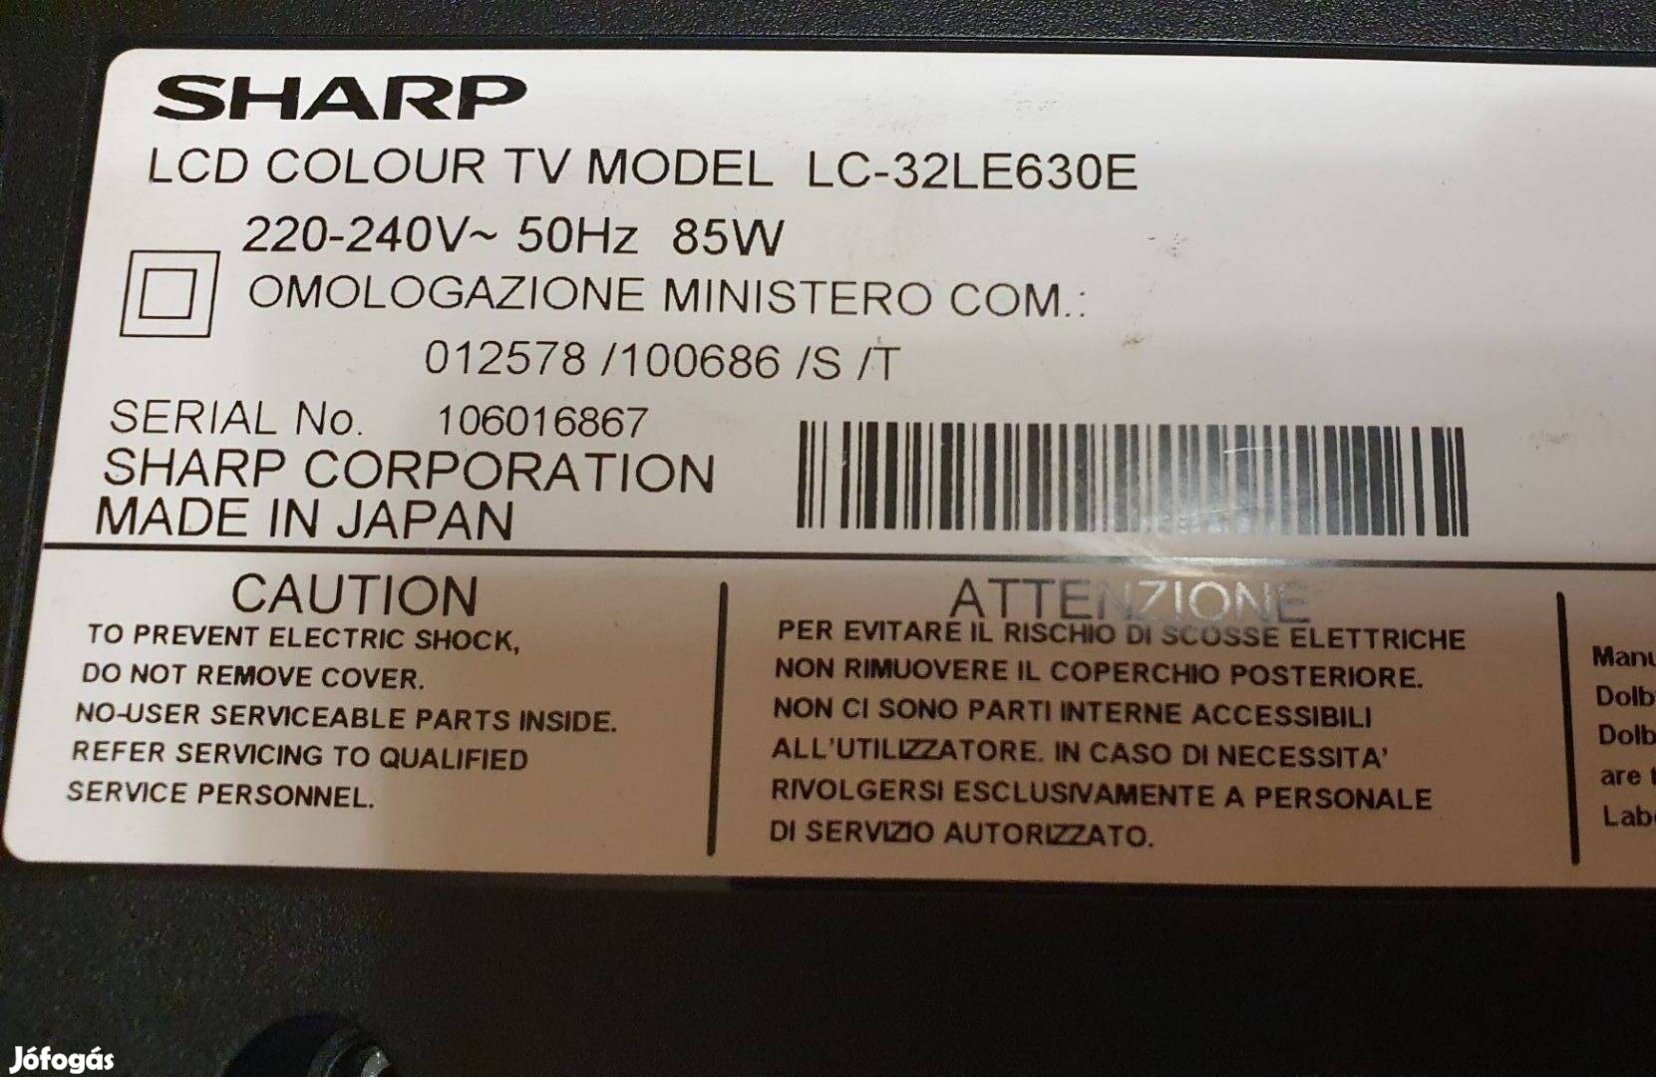 SHARP
LCD COLOUR TV MODEL LC-32LE630E
220-240V~ 50Hz 85W
OMOLOGAZIONE MINISTERO COM.:
012578 /100686 /S /T
SERIAL No. 106016867
SHARP CORPORATION
MADE IN JAPAN
CAUTION
TO PREVENT ELECTRIC SHOCK,
DO NOT REMOVE COVER.
NO-USER SERVICEABLE PARTS INSIDE.
REFER SERVICING TO QUALIFIED
SERVICE PERSONNEL.
ATTENZIONE
PER EVITARE IL RISCHIO DI SCOSSE ELETTRICHE
NON RIMUOVERE IL COPERCHIO POSTERIORE.
NON CI SONO PARTI INTERNE ACCESSIBILI
ALL'UTILIZZATORE. IN CASO DI NECESSITA'
RIVOLGERSI ESCLUSIVAMENTE A PERSONALE
DI SERVIZIO AUTORIZZATO.
are
Jófogás